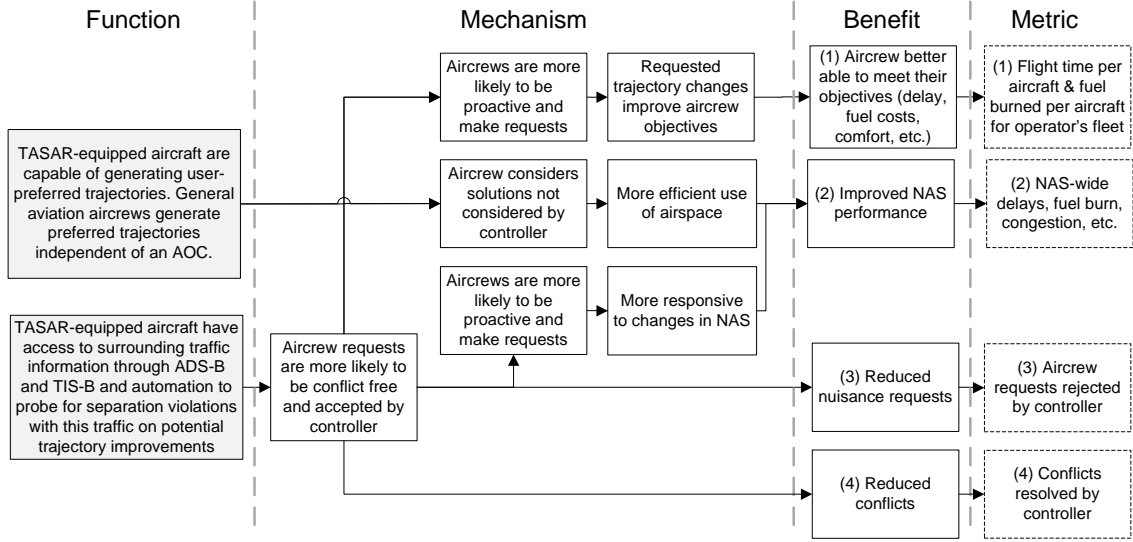 Function
Mechanism
Benefit
Metric
TASAR-equipped aircraft are
capable of generating user-
preferred trajectories. General
aviation aircrews generate
preferred trajectories
independent of an AOC.
TASAR-equipped aircraft have
access to surrounding traffic
information through ADS-B
and TIS-B and automation to
probe for separation violations
with this traffic on potential
trajectory improvements
Aircrew requests
are more likely to
be conflict free
and accepted by
controller
Aircrews are more
likely to be
proactive and
make requests
Requested
trajectory changes
improve aircrew
objectives
(1) Aircrew better
able to meet their
objectives (delay,
fuel costs,
comfort, etc.)
(1) Flight time per
aircraft & fuel
burned per aircraft
for operator's fleet
Aircrew considers
solutions not
considered by
controller
More efficient use
of airspace
(2) Improved NAS
performance
(2) NAS-wide
delays, fuel burn,
congestion, etc.
Aircrews are more
likely to be
proactive and
make requests
More responsive
to changes in NAS
(3) Reduced
nuisance requests
(3) Aircrew
requests rejected
by controller
(4) Reduced
conflicts
(4) Conflicts
resolved by
controller